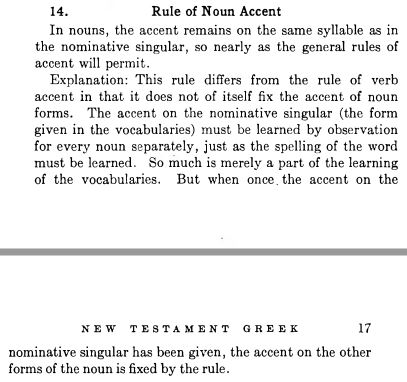 14. Rule of Noun Accent
In nouns, the accent remains on the same syllable as in
the nominative singular, so nearly as the general rules of
accent will permit.
Explanation: This rule differs from the rule of verb
accent in that it does not of itself fix the accent of noun
forms. The accent on the nominative singular (the form
given in the vocabularies) must be learned by observation
for every noun separately, just as the spelling of the word
must be learned. So much is merely a part of the learning
of the vocabularies. But when once the accent on the
NEW TESTAMENT GREEK 17
nominative singular has been given, the accent on the other
forms of the noun is fixed by the rule.